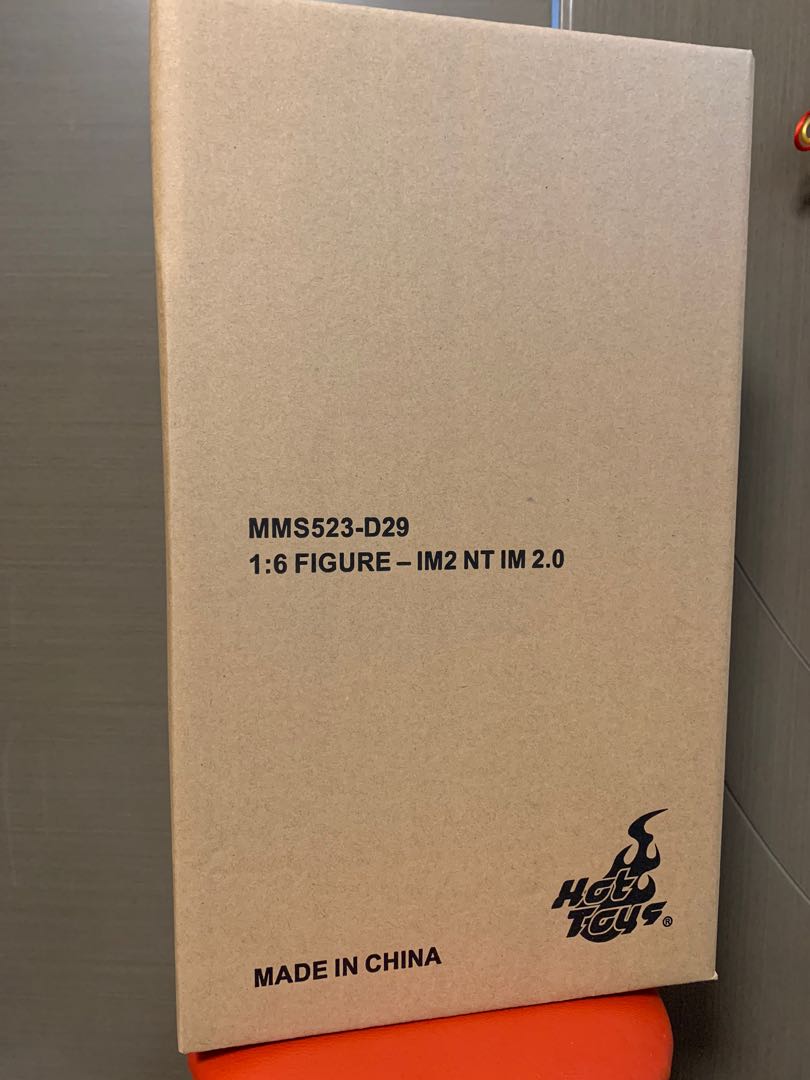 MMS523-D29
1:6 FIGURE – IM2 NT IM 2.0
Hot
Toys®
MADE IN CHINA